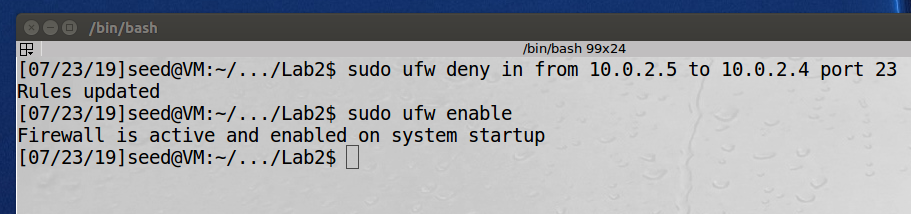 /bin/bash
/bin/bash 99x24
[07/23/19]seed@VM:~/.../Lab2$ sudo ufw deny in from 10.0.2.5 to 10.0.2.4 port 23
Rules updated
[07/23/19]seed@VM:~/.../Lab2$ sudo ufw enable
Firewall is active and enabled on system startup
[07/23/19]seed@VM:~/.../Lab2$